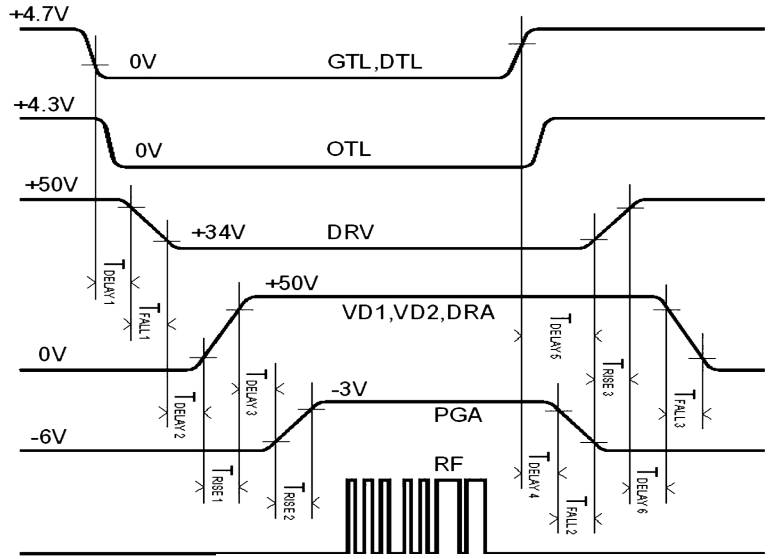 +4.7V
0V
GTL,DTL
+4.3V
0V
OTL
+50V
+34V
DRV
TDELAY1
TFALL1
+50V
VD1,VD2,DRA
0V
TDELAY2
TDELAY3
TDELAY5
TRISE3
TFALL3
-3V
PGA
-6V
RF
TRISE1
TRISE2
TDELAY4
TFALL2
TDELAY6